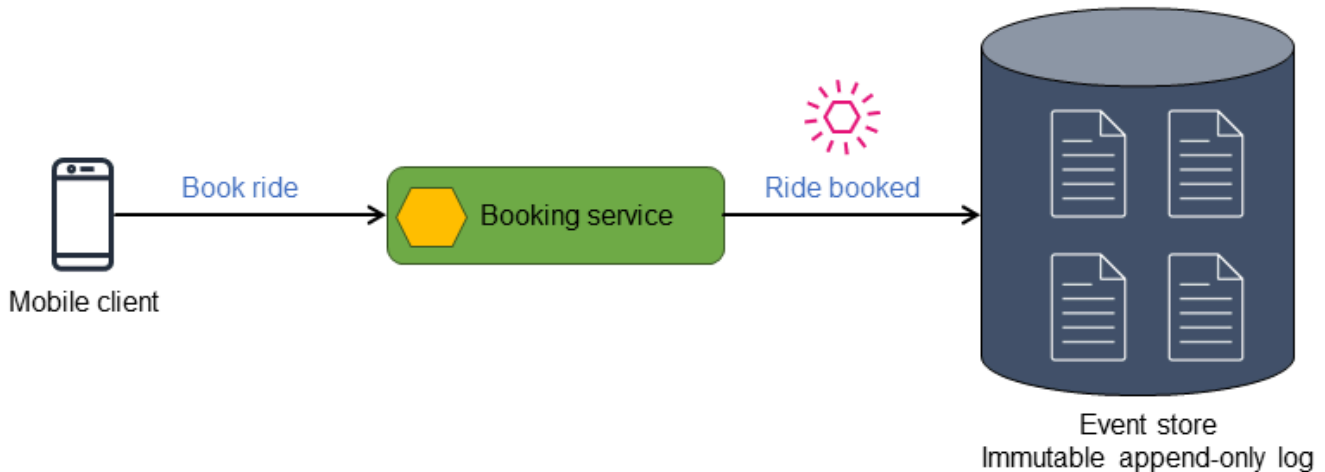 Book ride
Booking service
Ride booked
Mobile client
Event store
Immutable append-only log